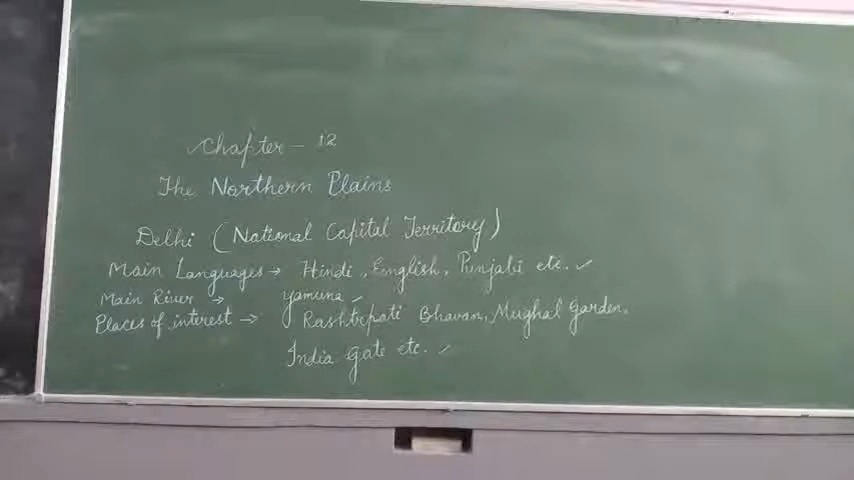 Chapter - 12
The Northern Plains
Delhi (National Capital Territory)
Main Languages → Hindi, English, Punjabi etc. ✓
Main River → Yamuna ✓
Places of interest → Rashtrpati Bhavan, Mughal Garden,
India Gate etc. ✓